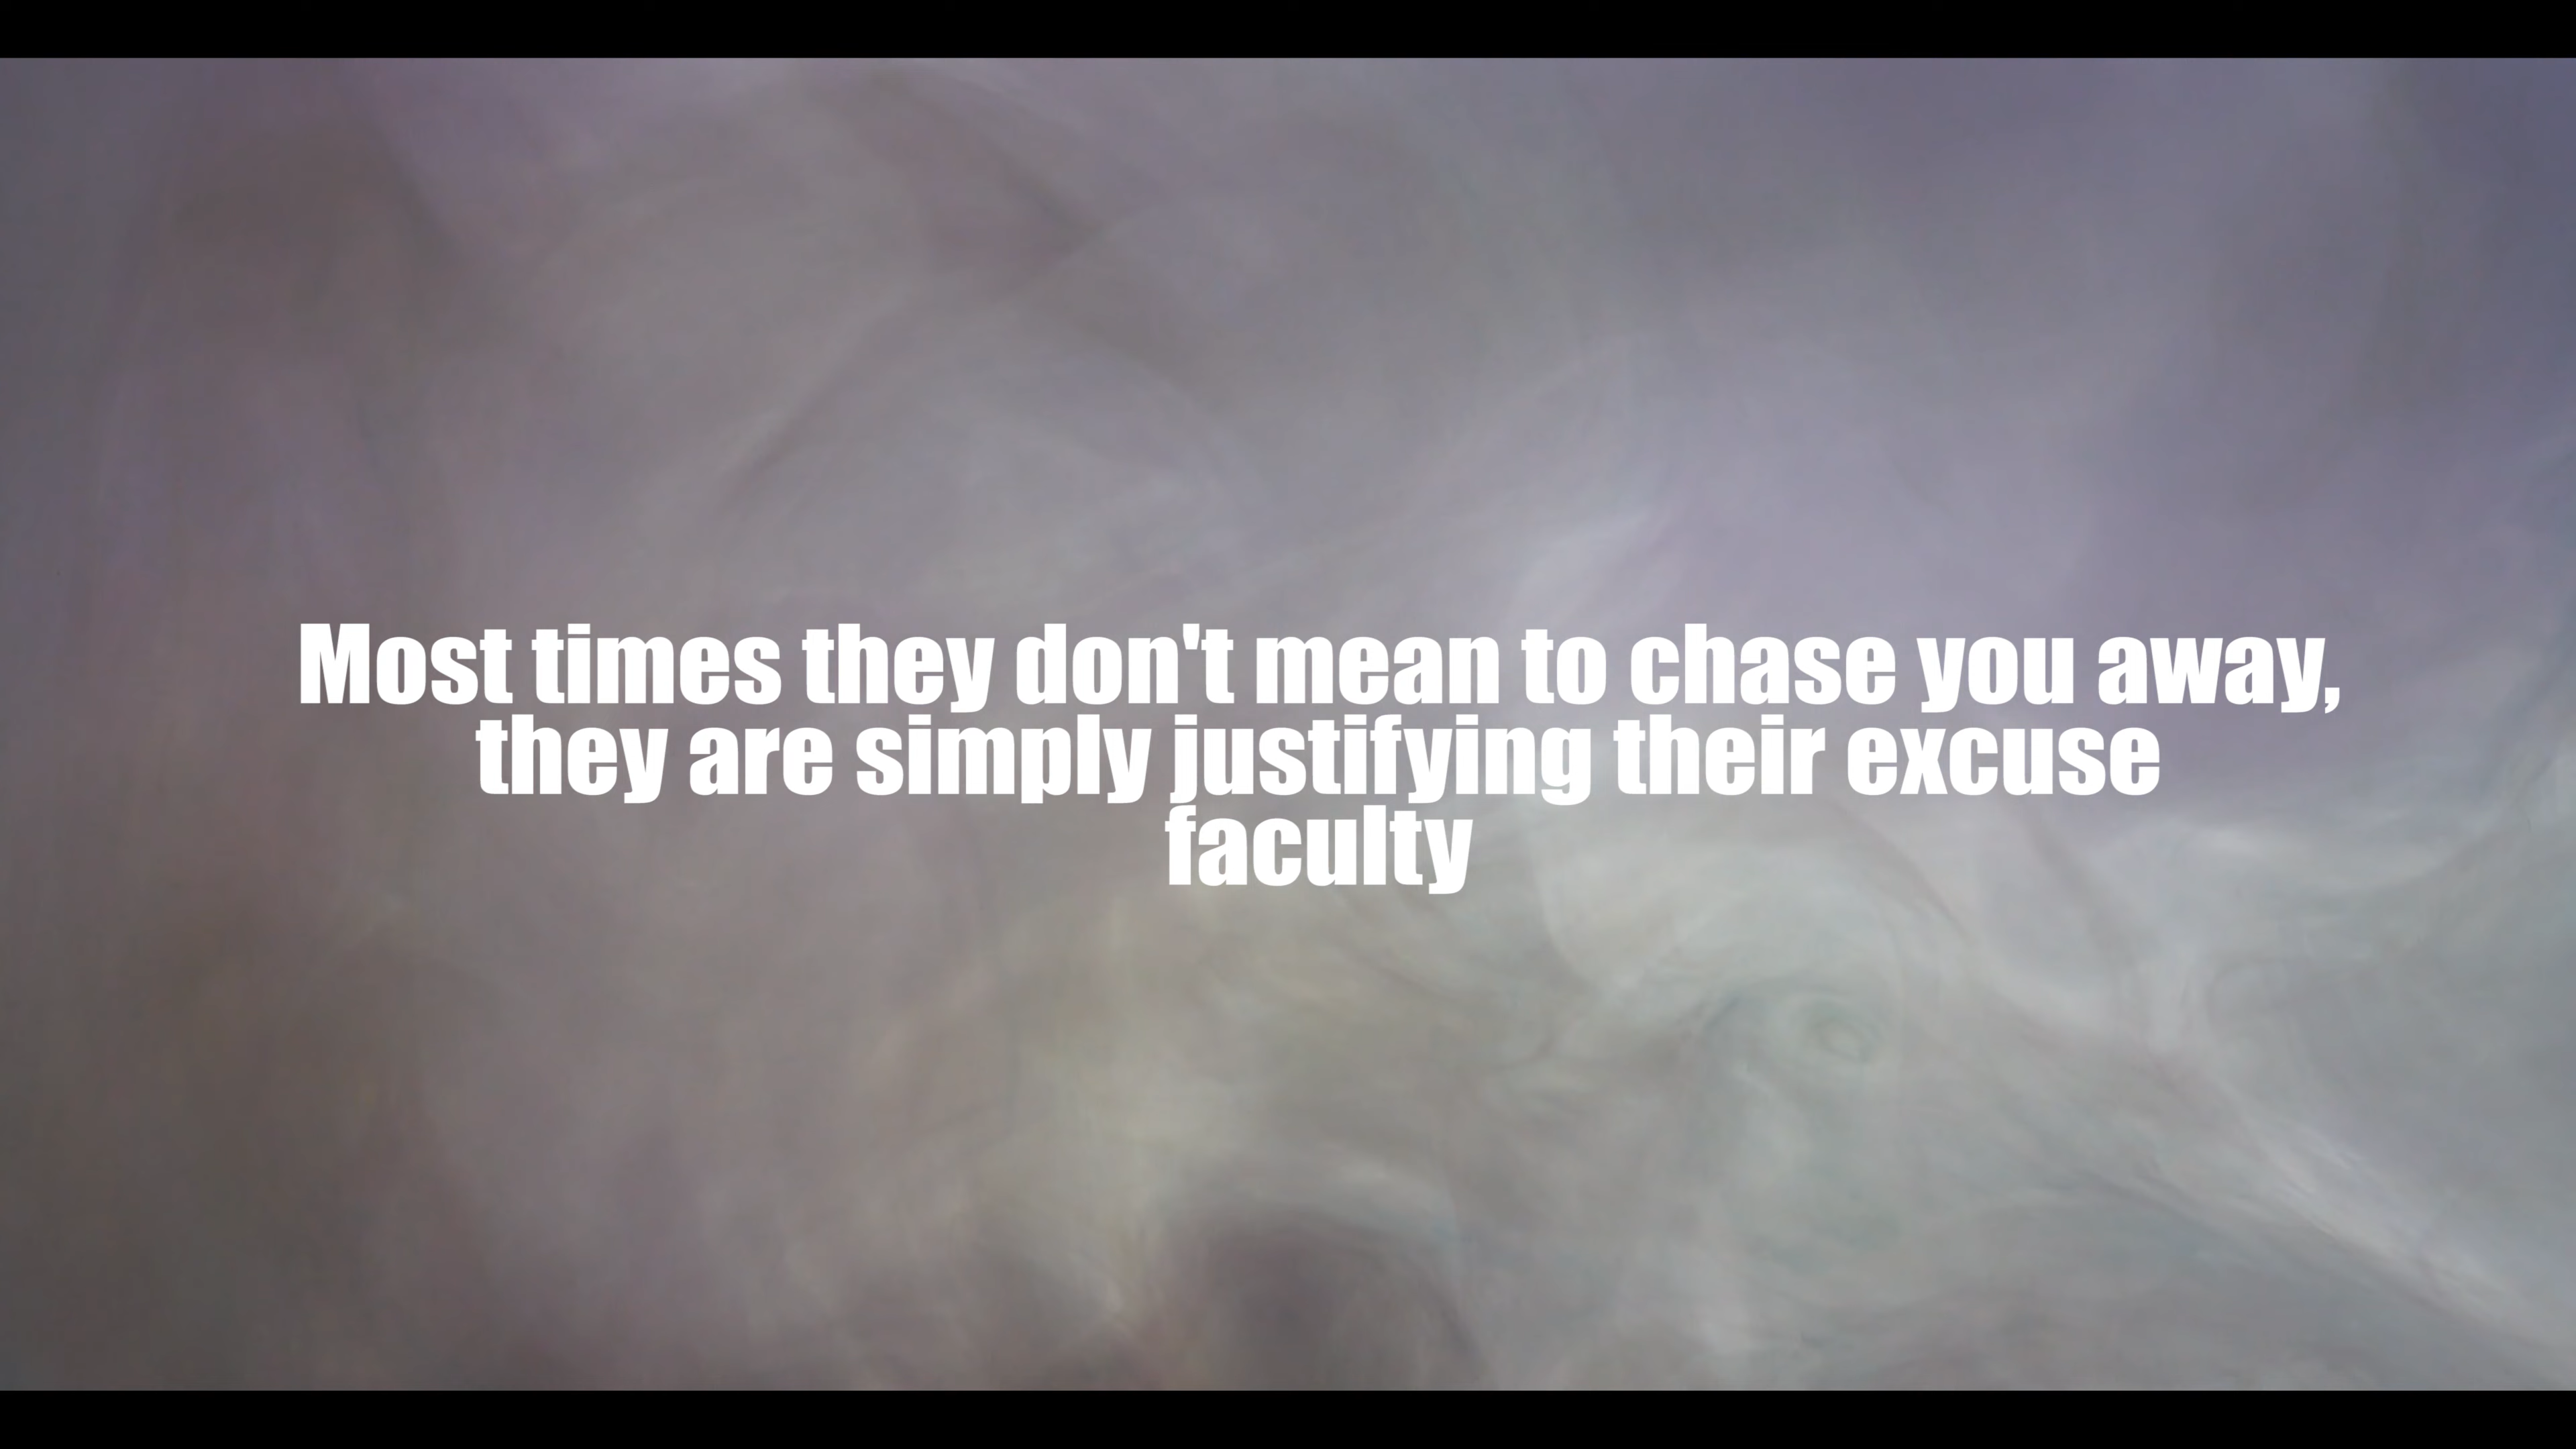 Most times they don't mean to chase you away,
they are simply justifying their excuse
faculty